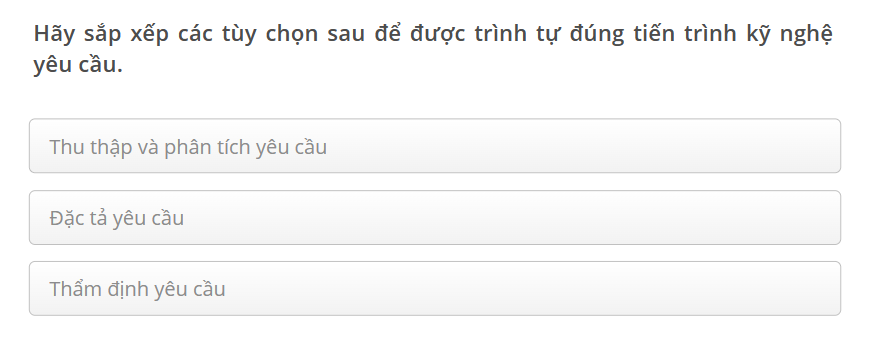 Hãy sắp xếp các tùy chọn sau để được trình tự đúng tiến trình kỹ nghệ
yêu cầu.
Thu thập và phân tích yêu cầu
Đặc tả yêu cầu
Thẩm định yêu cầu